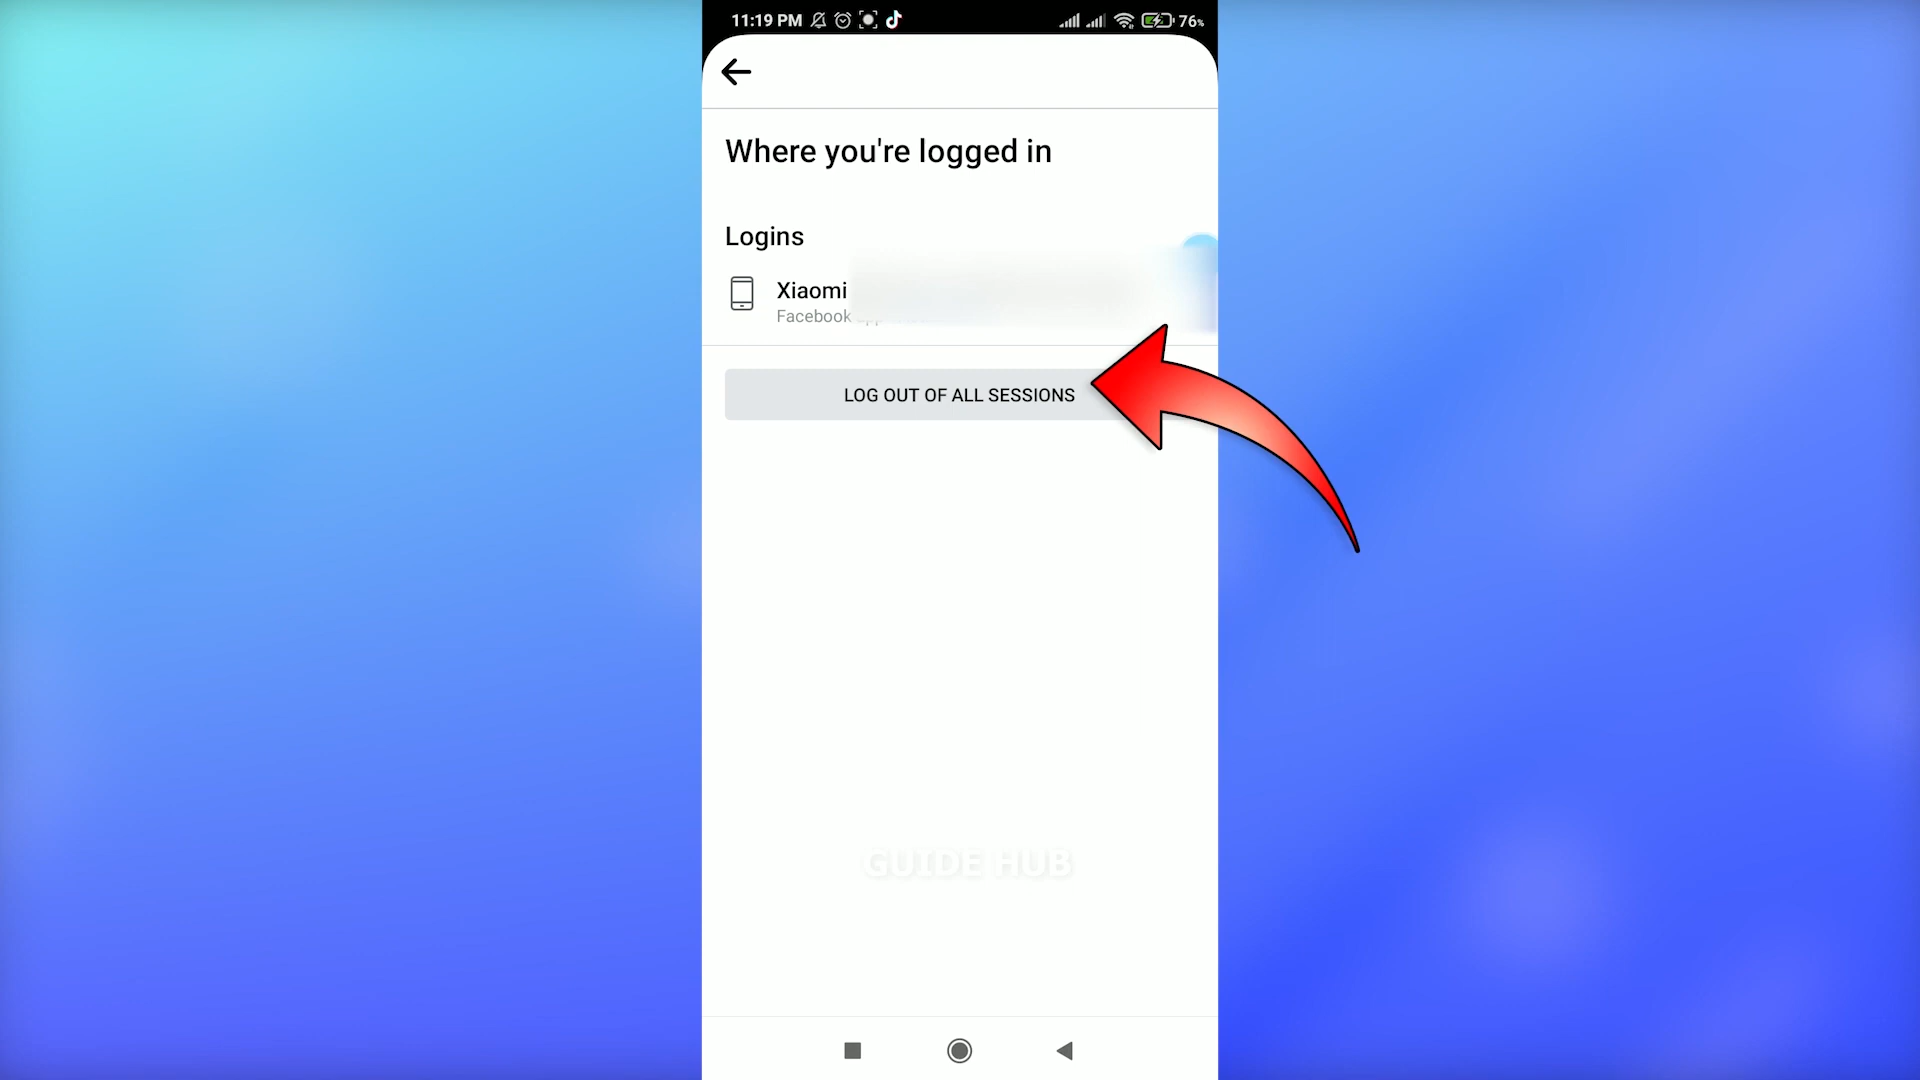 11:19 PM 76%
Where you're logged in
Logins
Xiaomi
Facebook app
LOG OUT OF ALL SESSIONS
GUIDE HUB